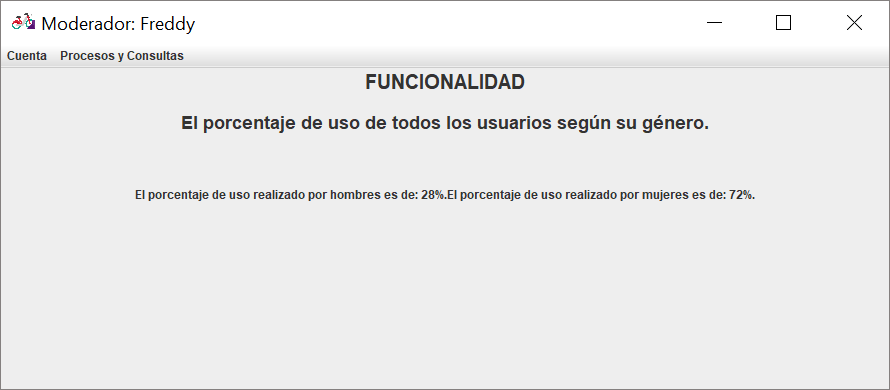 Moderador: Freddy
Cuenta Procesos y Consultas
FUNCIONALIDAD
El porcentaje de uso de todos los usuarios según su género.
El porcentaje de uso realizado por hombres es de: 28%.El porcentaje de uso realizado por mujeres es de: 72%.